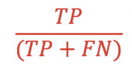 TP
(TP + FN)